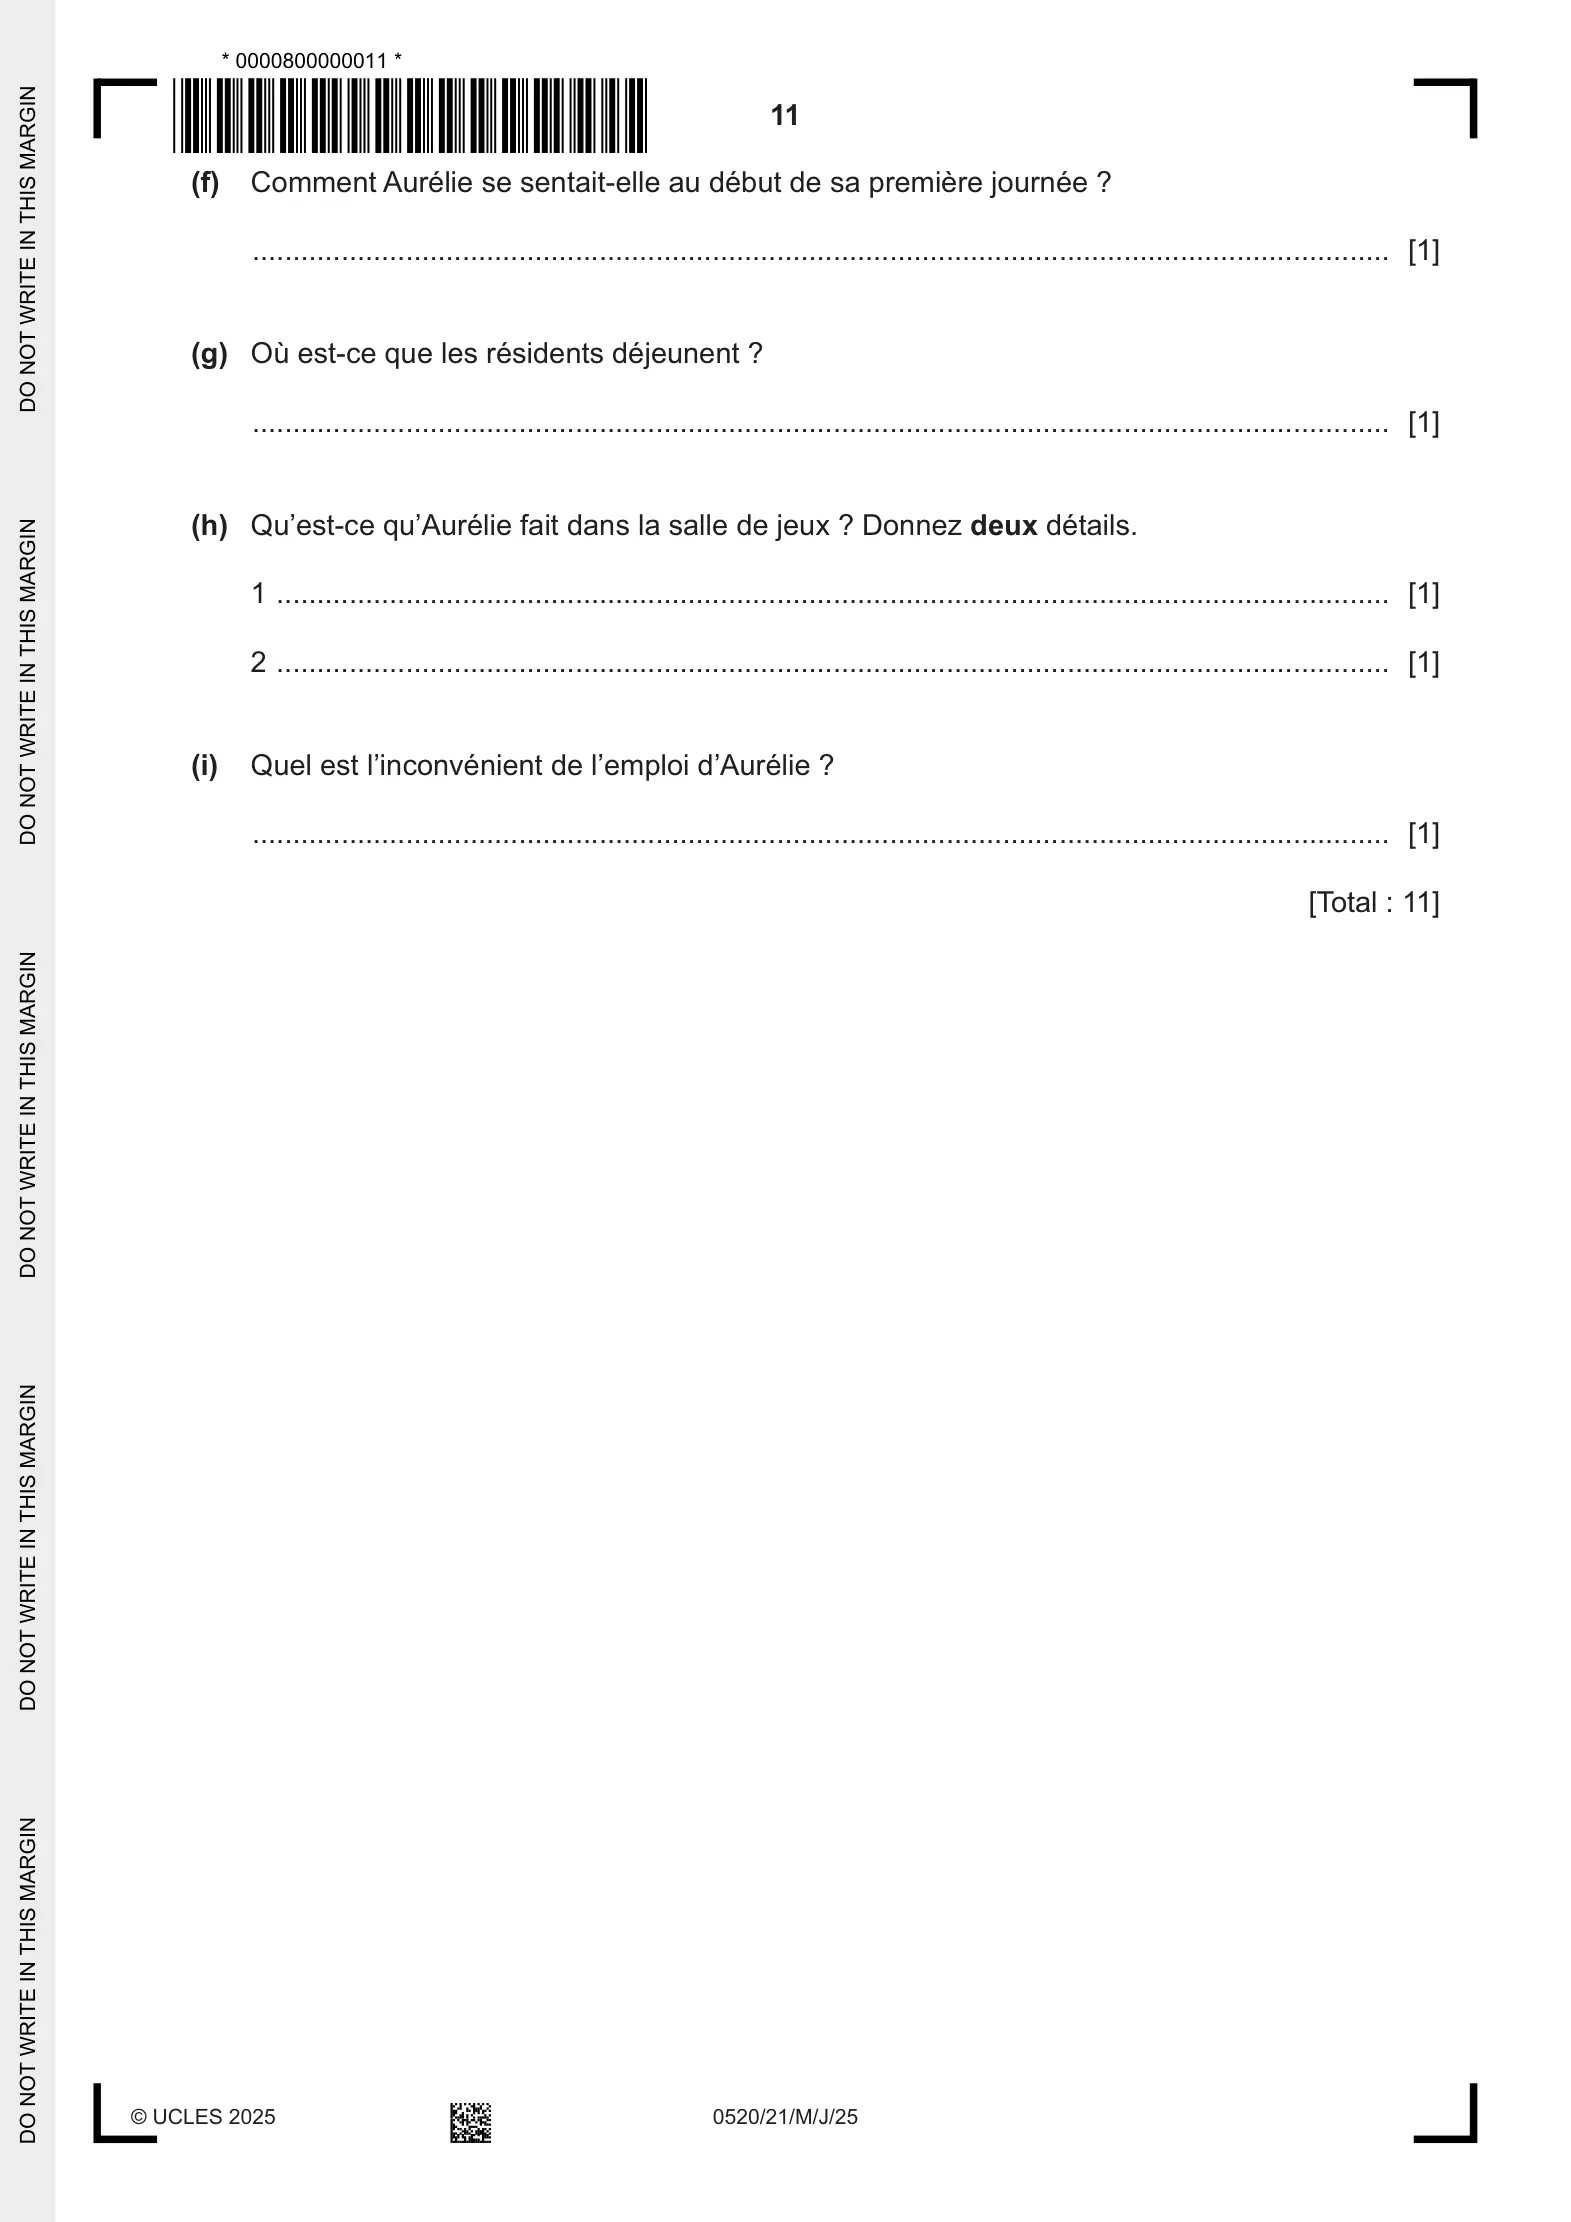 * 0000800000011 *
11
(f) Comment Aurélie se sentait-elle au début de sa première journée ?
.......................................................................................................................................... [1]
(g) Où est-ce que les résidents déjeunent ?
.......................................................................................................................................... [1]
(h) Qu’est-ce qu’Aurélie fait dans la salle de jeux ? Donnez deux détails.
1 ....................................................................................................................................... [1]
2 ....................................................................................................................................... [1]
(i) Quel est l’inconvénient de l’emploi d’Aurélie ?
.......................................................................................................................................... [1]
[Total : 11]
© UCLES 2025
0520/21/M/J/25
DO NOT WRITE IN THIS MARGIN
DO NOT WRITE IN THIS MARGIN
DO NOT WRITE IN THIS MARGIN
DO NOT WRITE IN THIS MARGIN
DO NOT WRITE IN THIS MARGIN